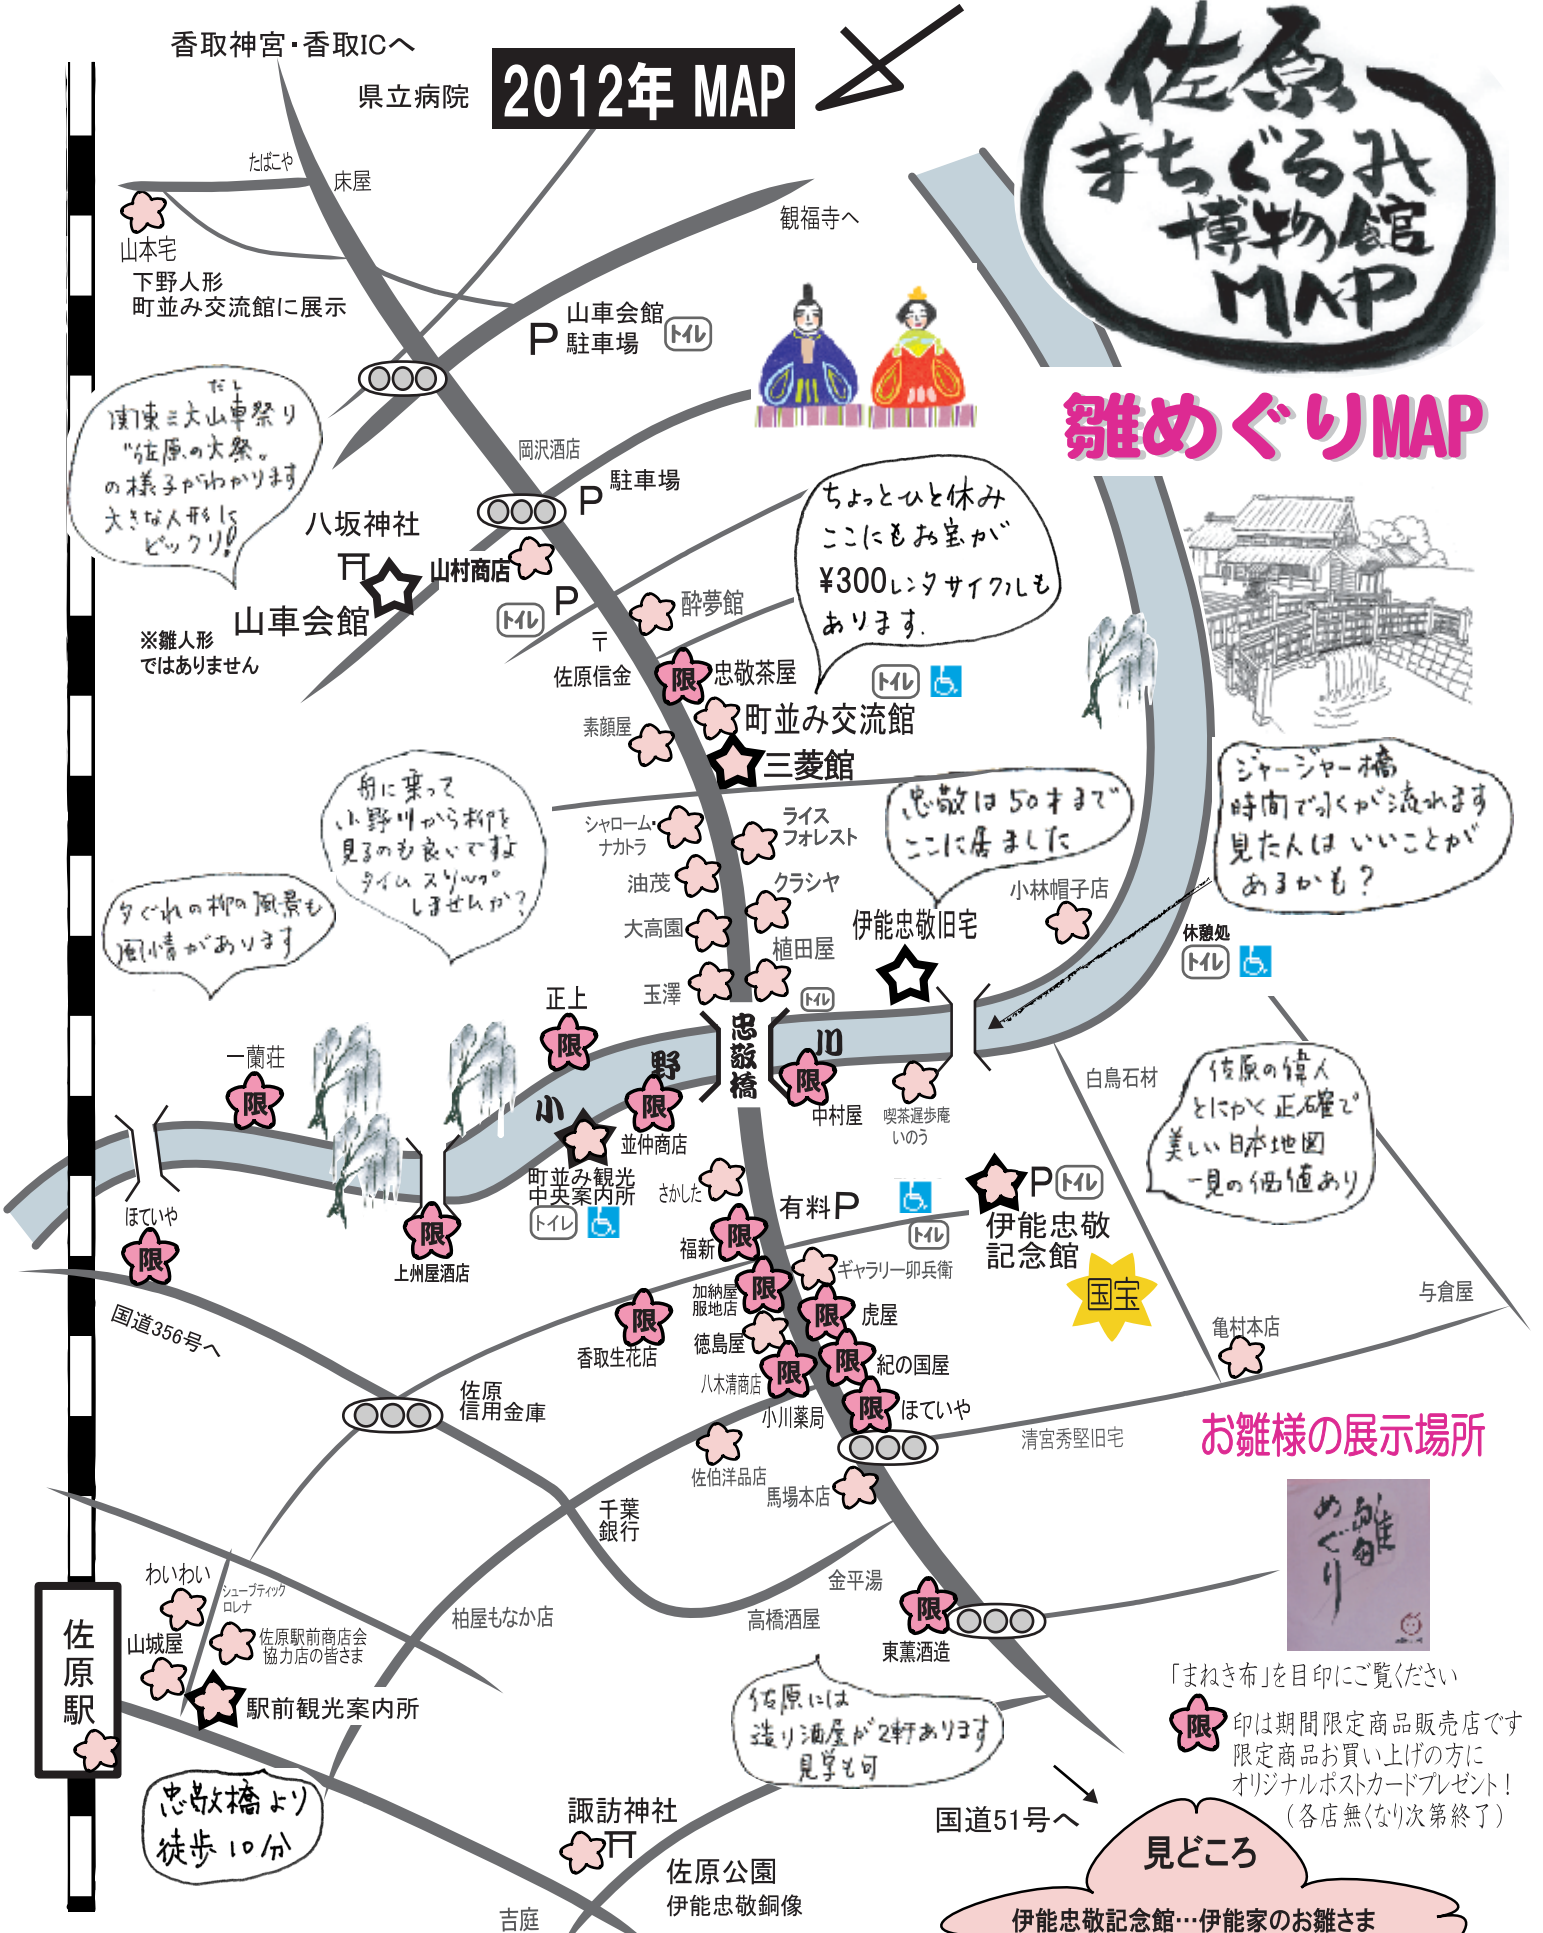 香取神宮・香取ICへ
県立病院
2012年 MAP
佐原
まちぐるみ
博物館
MAP
たばこや
床屋
山本宅
下野人形
町並み交流館に展示
観福寺へ
P
山車会館
駐車場
トイレ
雛めぐりMAP
だし
関東三大山車祭り
"佐原の大祭"
の様子がわかります
大きな人形に
ビックリ!
岡沢酒店
P
駐車場
八坂神社
山村商店
山車会館
※雛人形
ではありません
トイレ
P
〒
佐原信金
酔夢館
ちょっとひと休み
ここにもお宝が
¥300レンタサイクルも
あります.
限
忠敬茶屋
トイレ
町並み交流館
素顔屋
三菱館
舟に乗って
小野川から柳を
見るのも良いですよ
タイムスリップ
しませんか?
夕ぐれの柳の風景も
風情があります
シャローム・
ナカトラ
ライス
フォレスト
油茂
クラシヤ
大高園
植田屋
玉澤
トイレ
忠敬は50才まで
ここに居ました
伊能忠敬旧宅
小林帽子店
ジャージャー橋
時間で水が流れます
見たんはいいことが
あるかも?
休憩処
トイレ
正上
限
一蘭荘
限
小
野
川
忠敬橋
限
並仲商店
限
中村屋
喫茶遅歩庵
いのう
白鳥石材
佐原の偉人
とにかく正確で
美しい日本地図
一見の価値あり
町並み観光
中央案内所
トイレ
ほていや
限
限
上州屋酒店
さかした
有料P
トイレ
P
トイレ
伊能忠敬
記念館
国宝
福新
限
ギャラリー卯兵衛
加納屋
服地店
限
限
虎屋
限
香取生花店
徳島屋
限
紀の国屋
八木清商店
限
小川薬局
限
ほていや
国道356号へ
佐原
信用金庫
与倉屋
亀村本店
清宮秀堅旧宅
佐伯洋品店
馬場本店
お雛様の展示場所
雛
めぐり
千葉
銀行
わいわい
シューブティック
ロレナ
山城屋
佐原駅前商店会
協力店の皆さま
佐原駅
駅前観光案内所
柏屋もなか店
金平湯
高橋酒屋
限
東薫酒造
「まねき布」を目印にご覧ください
限
印は期間限定商品販売店です
限定商品お買い上げの方に
オリジナルポストカードプレゼント!
(各店無くなり次第終了)
佐原には
造り酒屋が2軒あります
見学も可
忠敬橋より
徒歩10分
諏訪神社
国道51号へ
佐原公園
伊能忠敬銅像
吉庭
見どころ
伊能忠敬記念館…伊能家のお雛さま